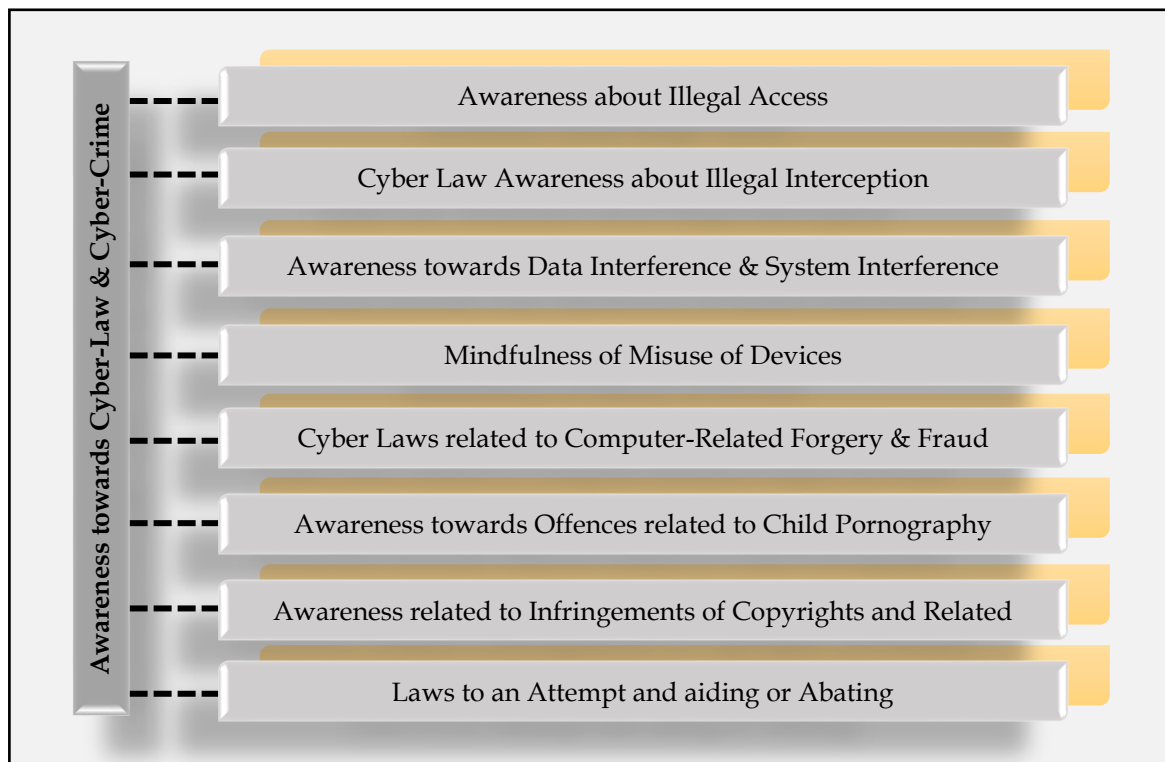 Awareness towards Cyber-Law & Cyber-Crime
Awareness about Illegal Access
Cyber Law Awareness about Illegal Interception
Awareness towards Data Interference & System Interference
Mindfulness of Misuse of Devices
Cyber Laws related to Computer-Related Forgery & Fraud
Awareness towards Offences related to Child Pornography
Awareness related to Infringements of Copyrights and Related
Laws to an Attempt and aiding or Abating